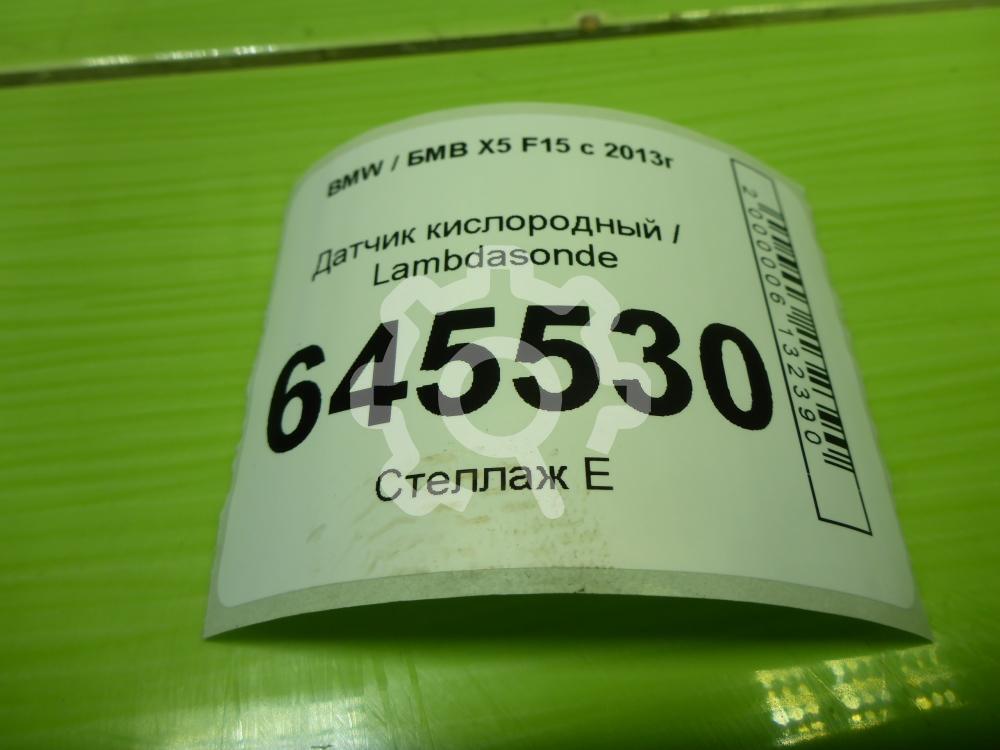 BMW / БМВ X5 F15 с 2013г
Датчик кислородный /
Lambdasonde
645530
Стеллаж Е
2000006132390